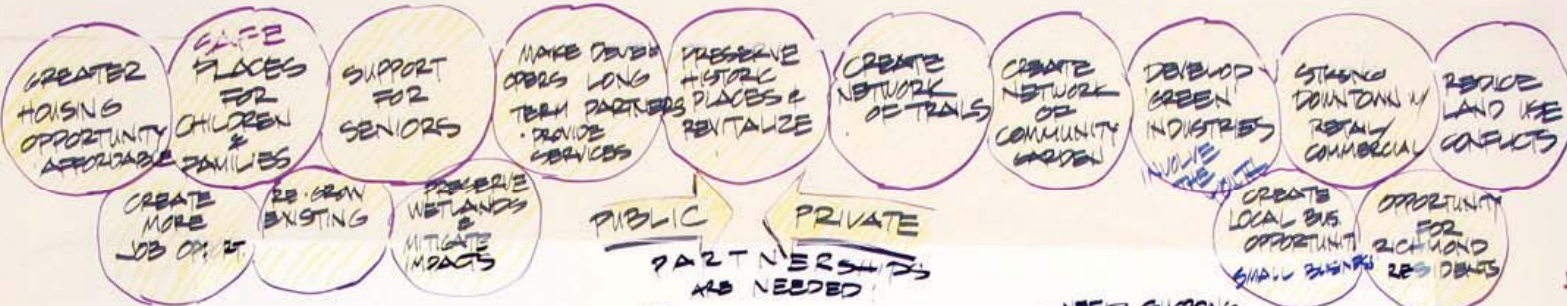 GREATER
HOUSING
OPPORTUNITY
AFFORDABLE
SAFE
PLACES
FOR
CHILDREN
&
FAMILIES
SUPPORT
FOR
SENIORS
MAKE DEVEL
OPERS LONG
TERM PARTNERS
• PROVIDE
SERVICES
PRESERVE
HISTORIC
PLACES &
REVITALIZE
CREATE
NETWORK
OF TRAILS
CREATE
NETWORK
OF
COMMUNITY
GARDEN
DEVELOP
GREEN
INDUSTRIES
INVOLVE
THE
STRONG
DOWNTOWN W/
RETAIL/
COMMERCIAL
REDUCE
LAND USE
CONFLICTS
CREATE
MORE
JOB
RE-GROW
EXISTING
PRESERVE
WETLANDS
&
MITIGATE
IMPACTS
PUBLIC
PRIVATE
PARTNERSHIPS
ARE NEEDED
CREATE
LOCAL BUS.
OPPORTUNIT
SMALL BUSINESS
OPPORTUNITY
FOR
RICHMOND
RESIDENTS